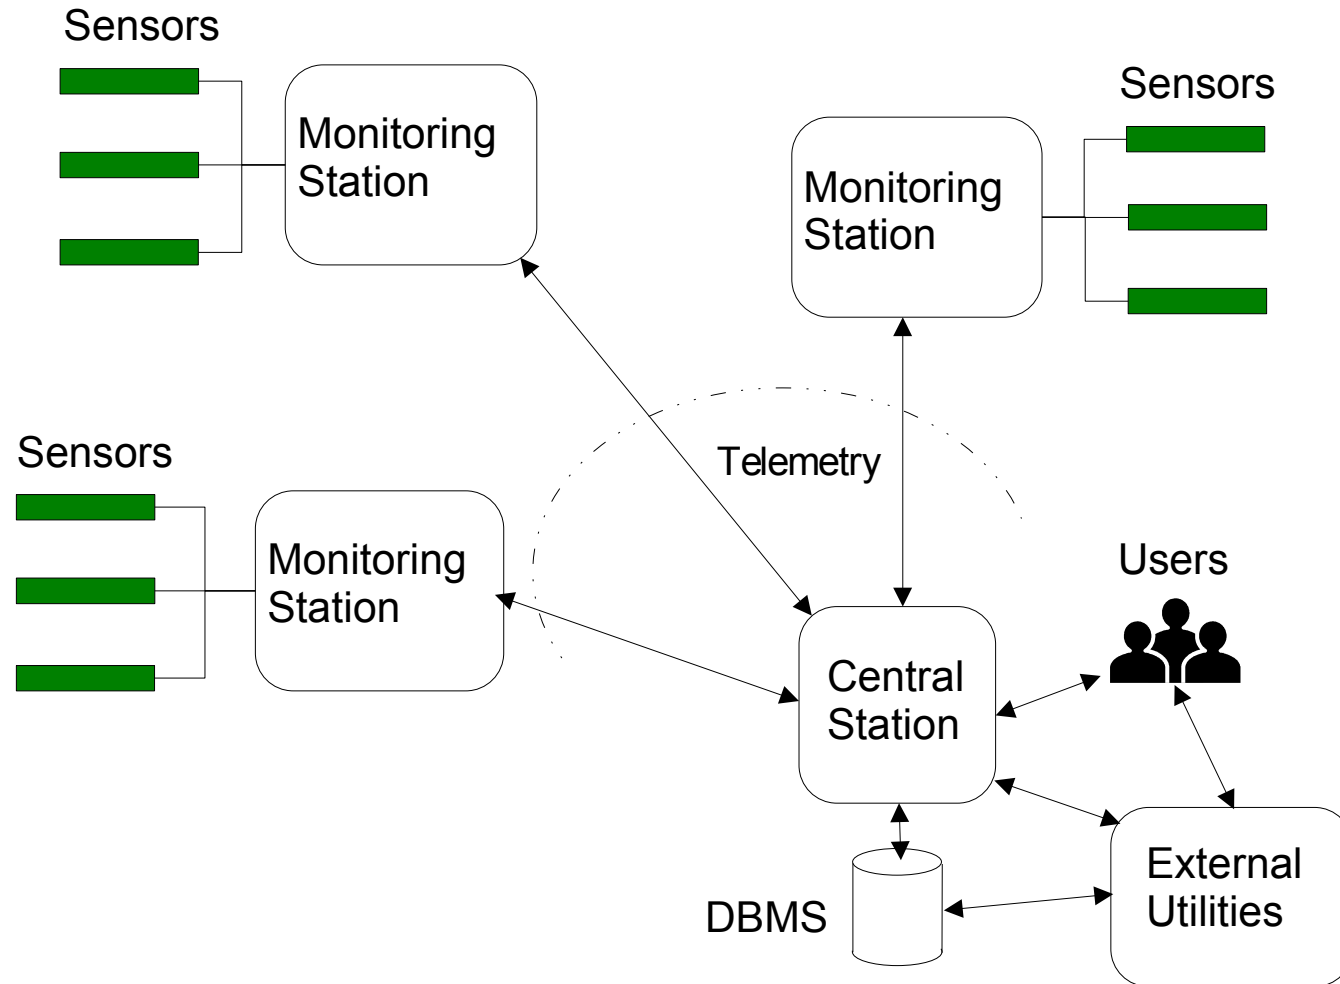 Sensors
Monitoring
Station
Sensors
Monitoring
Station
Telemetry
Sensors
Monitoring
Station
Users
Central
Station
External
Utilities
DBMS